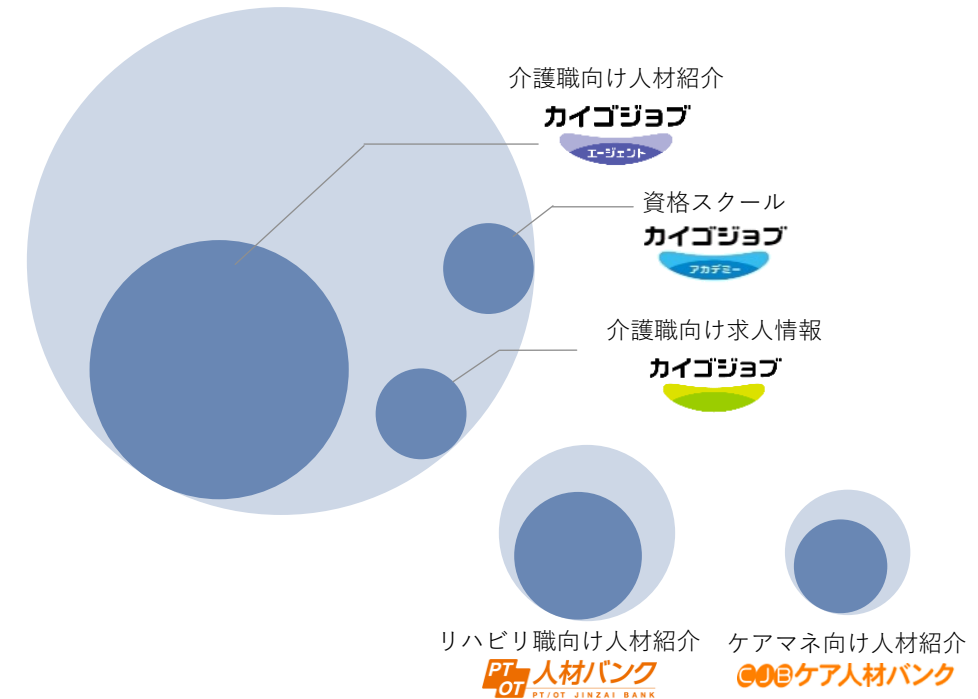 介護職向け人材紹介
カイゴジョブ
エージェント
資格スクール
カイゴジョブ
アカデミー
介護職向け求人情報
カイゴジョブ
リハビリ職向け人材紹介
PT OT 人材バンク
PT/OT JINZAI BANK
ケアマネ向け人材紹介
CJBケア人材バンク